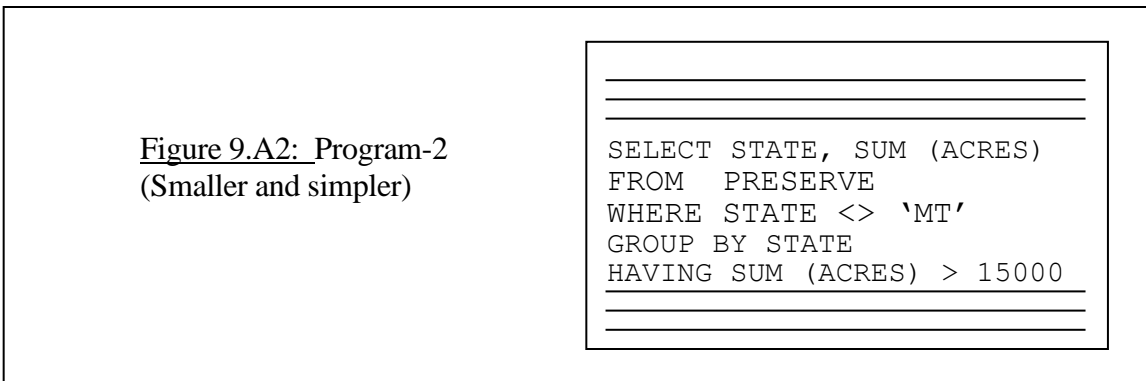 Figure 9.A2: Program-2
(Smaller and simpler)
SELECT STATE, SUM (ACRES)
FROM PRESERVE
WHERE STATE <> ‘MT’
GROUP BY STATE
HAVING SUM (ACRES) > 15000